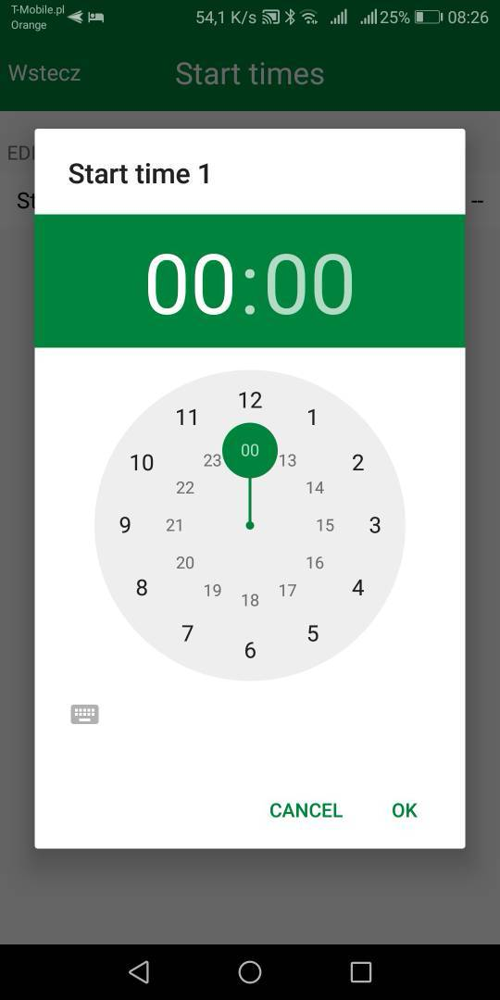 T-Mobile.pl
Orange
54,1 K/s 25% 08:26
Wstecz Start times
EDI
St --
Start time 1
00:00
12
11 1
00
23 13
10 2
22 14
9 21 15 3
20 16
8 4
19 17
18
7 5
6
CANCEL OK